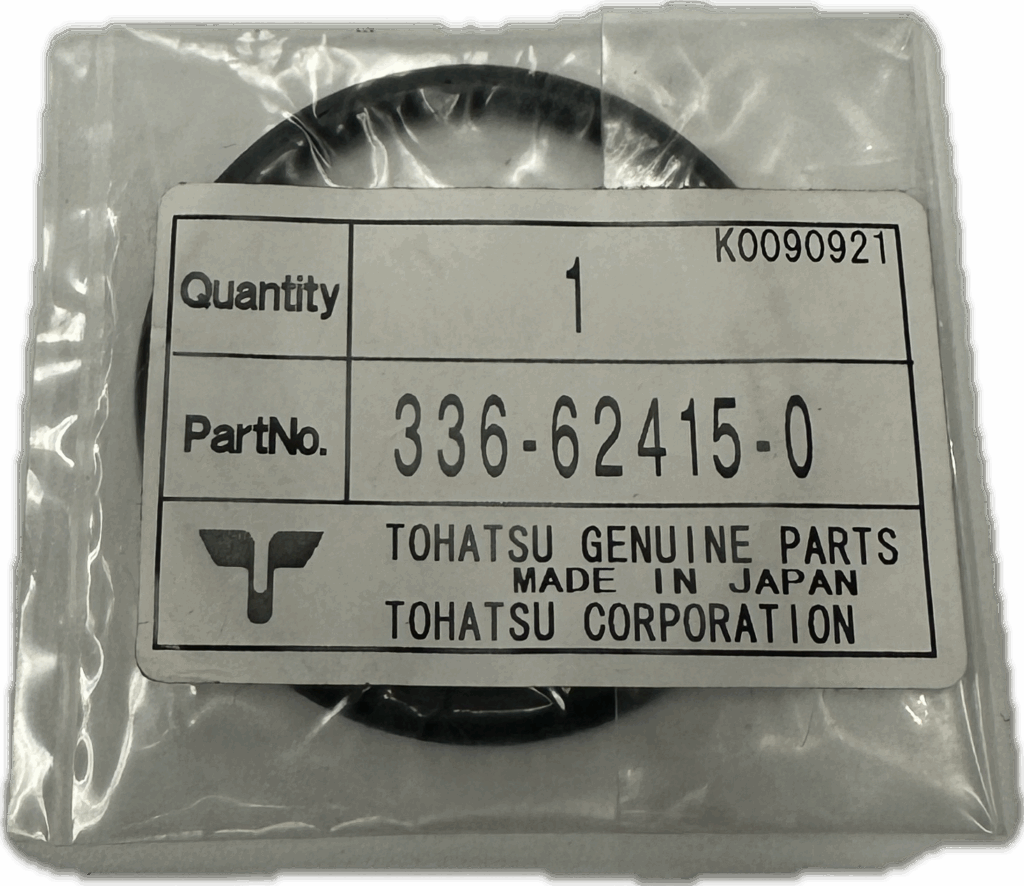 K0090921
Quantity 1
PartNo. 336-62415-0
TOHATSU GENUINE PARTS
MADE IN JAPAN
TOHATSU CORPORATION